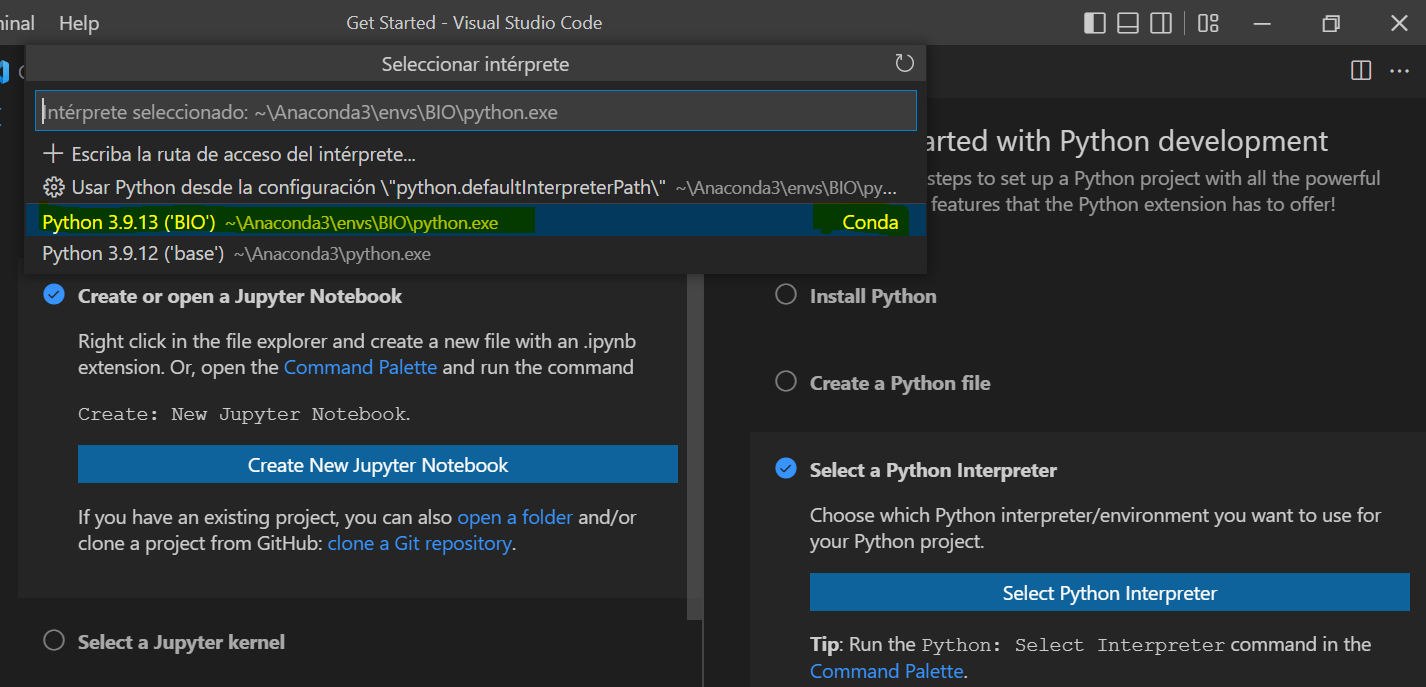 Help
Get Started - Visual Studio Code
Seleccionar intérprete
Intérprete seleccionado: ~\Anaconda3\envs\BIO\python.exe
Escriba la ruta de acceso del intérprete...
Usar Python desde la configuración \"python.defaultInterpreterPath\" ~\Anaconda3\envs\BIO\py...
Python 3.9.13 ('BIO') ~\Anaconda3\envs\BIO\python.exe Conda
Python 3.9.12 ('base') ~\Anaconda3\python.exe
Create or open a Jupyter Notebook
Right click in the file explorer and create a new file with an .ipynb
extension. Or, open the Command Palette and run the command
Create: New Jupyter Notebook.
Create New Jupyter Notebook
If you have an existing project, you can also open a folder and/or
clone a project from GitHub: clone a Git repository.
Select a Jupyter kernel
arted with Python development
steps to set up a Python project with all the powerful
features that the Python extension has to offer!
Install Python
Create a Python file
Select a Python Interpreter
Choose which Python interpreter/environment you want to use for
your Python project.
Select Python Interpreter
Tip: Run the Python: Select Interpreter command in the
Command Palette.